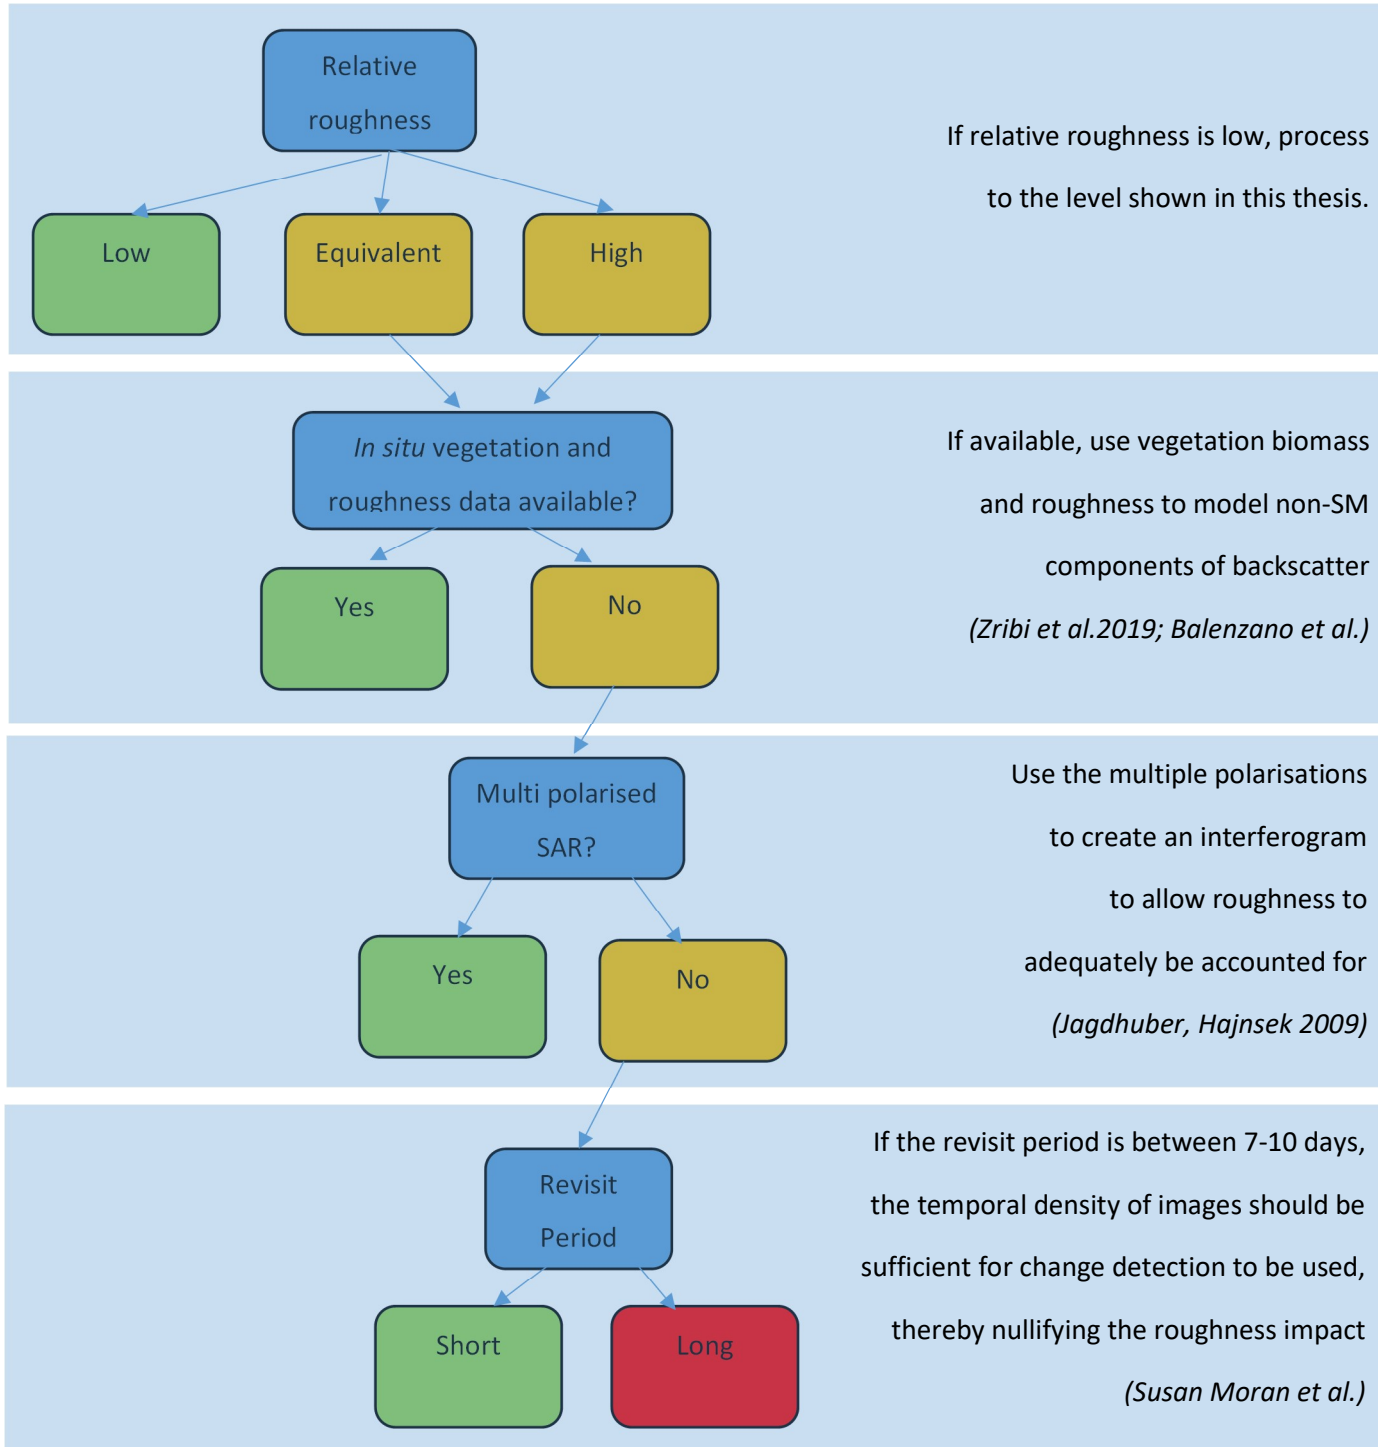 Relative
roughness
If relative roughness is low, process
to the level shown in this thesis.
Low
Equivalent
High
In situ vegetation and
roughness data available?
If available, use vegetation biomass
and roughness to model non-SM
components of backscatter
(Zribi et al.2019; Balenzano et al.)
Yes
No
Multi polarised
SAR?
Use the multiple polarisations
to create an interferogram
to allow roughness to
adequately be accounted for
(Jagdhuber, Hajnsek 2009)
Yes
No
Revisit
Period
If the revisit period is between 7-10 days,
the temporal density of images should be
sufficient for change detection to be used,
thereby nullifying the roughness impact
(Susan Moran et al.)
Short
Long